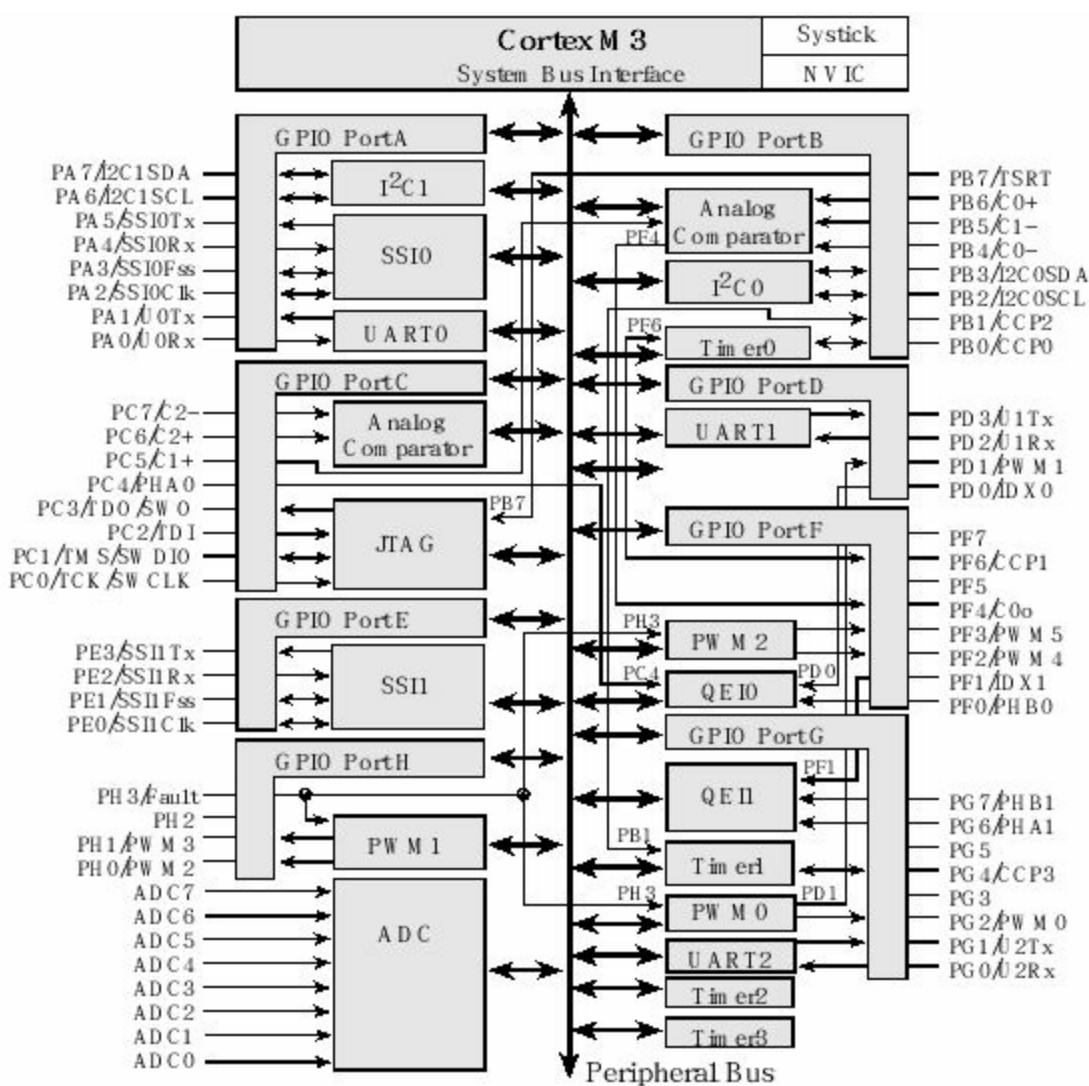 Cortex M3
System Bus Interface
Systick
NVIC
GPIO PortA
PA7/I2C1SDA
PA6/I2C1SCL
PA5/SSI0Tx
PA4/SSI0Rx
PA3/SSI0Fss
PA2/SSI0Clk
PA1/U0Tx
PA0/U0Rx
I²C1
SSI0
UART0
GPIO PortC
PC7/C2-
PC6/C2+
PC5/C1+
PC4/PHA0
PC3/TDO/SWO
PC2/TDI
PC1/TMS/SWDIO
PC0/TCK/SWCLK
Analog
Comparator
PB7
JTAG
GPIO PortE
PE3/SSI1Tx
PE2/SSI1Rx
PE1/SSI1Fss
PE0/SSI1Clk
SSI1
GPIO PortH
PH3/Fault
PH2
PH1/PWM3
PH0/PWM2
PWM1
ADC7
ADC6
ADC5
ADC4
ADC3
ADC2
ADC1
ADC0
ADC
GPIO PortB
Analog
Comparator
PF4
I²C0
PF6
Timer0
PB7/TSRT
PB6/C0+
PB5/C1-
PB4/C0-
PB3/I2C0SDA
PB2/I2C0SCL
PB1/CCP2
PB0/CCP0
GPIO PortD
UART1
PD3/U1Tx
PD2/U1Rx
PD1/PWM1
PD0/IDX0
GPIO PortF
PF7
PF6/CCP1
PF5
PF4/C0o
PF3/PWM5
PF2/PWM4
PF1/IDX1
PF0/PHB0
PH3
PWM2
PC4
QEI0
PD0
GPIO PortG
PF1
QEI1
PB1
Timer1
PH3
PWM0
PD1
UART2
Timer2
Timer3
PG7/PHB1
PG6/PHA1
PG5
PG4/CCP3
PG3
PG2/PWM0
PG1/U2Tx
PG0/U2Rx
Peripheral Bus